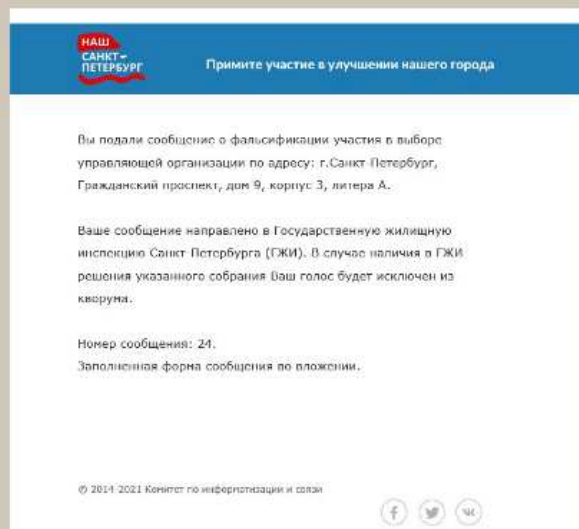 НАШ
САНКТ-
ПЕТЕРБУРГ
Примите участие в улучшении нашего города
Вы подали сообщение о фальсификации участия в выборе
управляющей организации по адресу: г.Санкт-Петербург,
Гражданский проспект, дом 9, корпус 3, литера А.
Ваше сообщение направлено в Государственную жилищную
инспекцию Санкт-Петербурга (ГЖИ). В случае наличия в ГЖИ
решения указанного собрания Ваш голос будет исключен из
кворума.
Номер сообщения: 24.
Заполненная форма сообщения во вложении.
© 2014-2021 Комитет по информатизации и связи